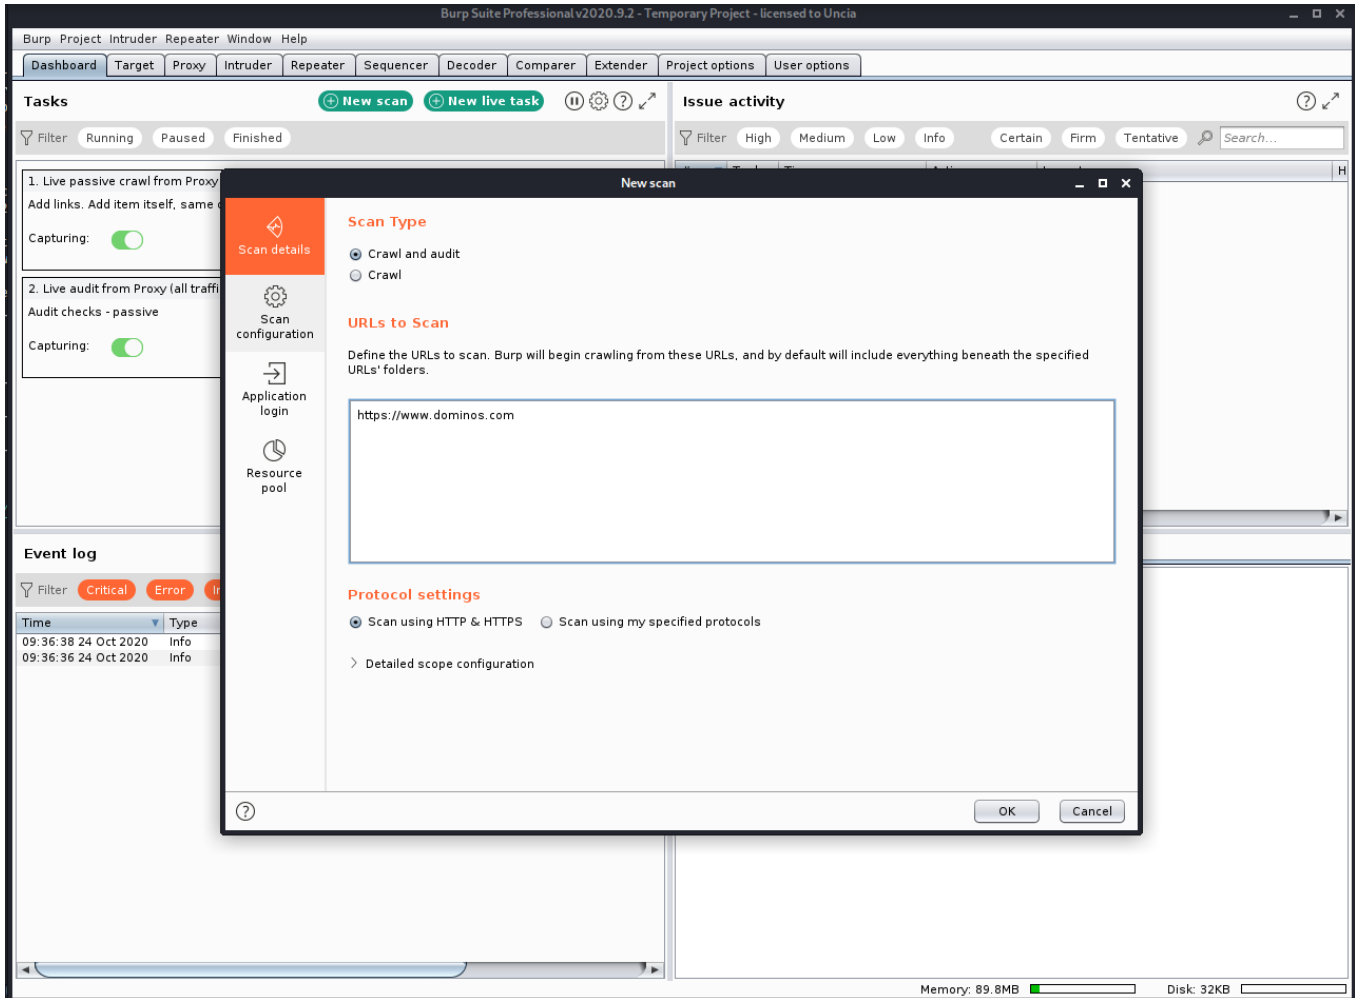 Burp Suite Professional v2020.9.2 - Temporary Project - licensed to Uncia
Burp Project Intruder Repeater Window Help
Dashboard Target Proxy Intruder Repeater Sequencer Decoder Comparer Extender Project options User options
Tasks
New scan
New live task
Filter Running Paused Finished
1. Live passive crawl from Proxy
Add links. Add item itself, same
Capturing:
2. Live audit from Proxy (all traffi
Audit checks - passive
Capturing:
Issue activity
Filter High Medium Low Info Certain Firm Tentative Search...
H
Event log
Filter Critical Error
Time Type
09:36:38 24 Oct 2020 Info
09:36:36 24 Oct 2020 Info
New scan
Scan details
Scan
configuration
Application
login
Resource
pool
Scan Type
Crawl and audit
Crawl
URLs to Scan
Define the URLs to scan. Burp will begin crawling from these URLs, and by default will include everything beneath the specified
URLs' folders.
https://www.dominos.com
Protocol settings
Scan using HTTP & HTTPS Scan using my specified protocols
Detailed scope configuration
OK Cancel
Memory: 89.8MB Disk: 32KB